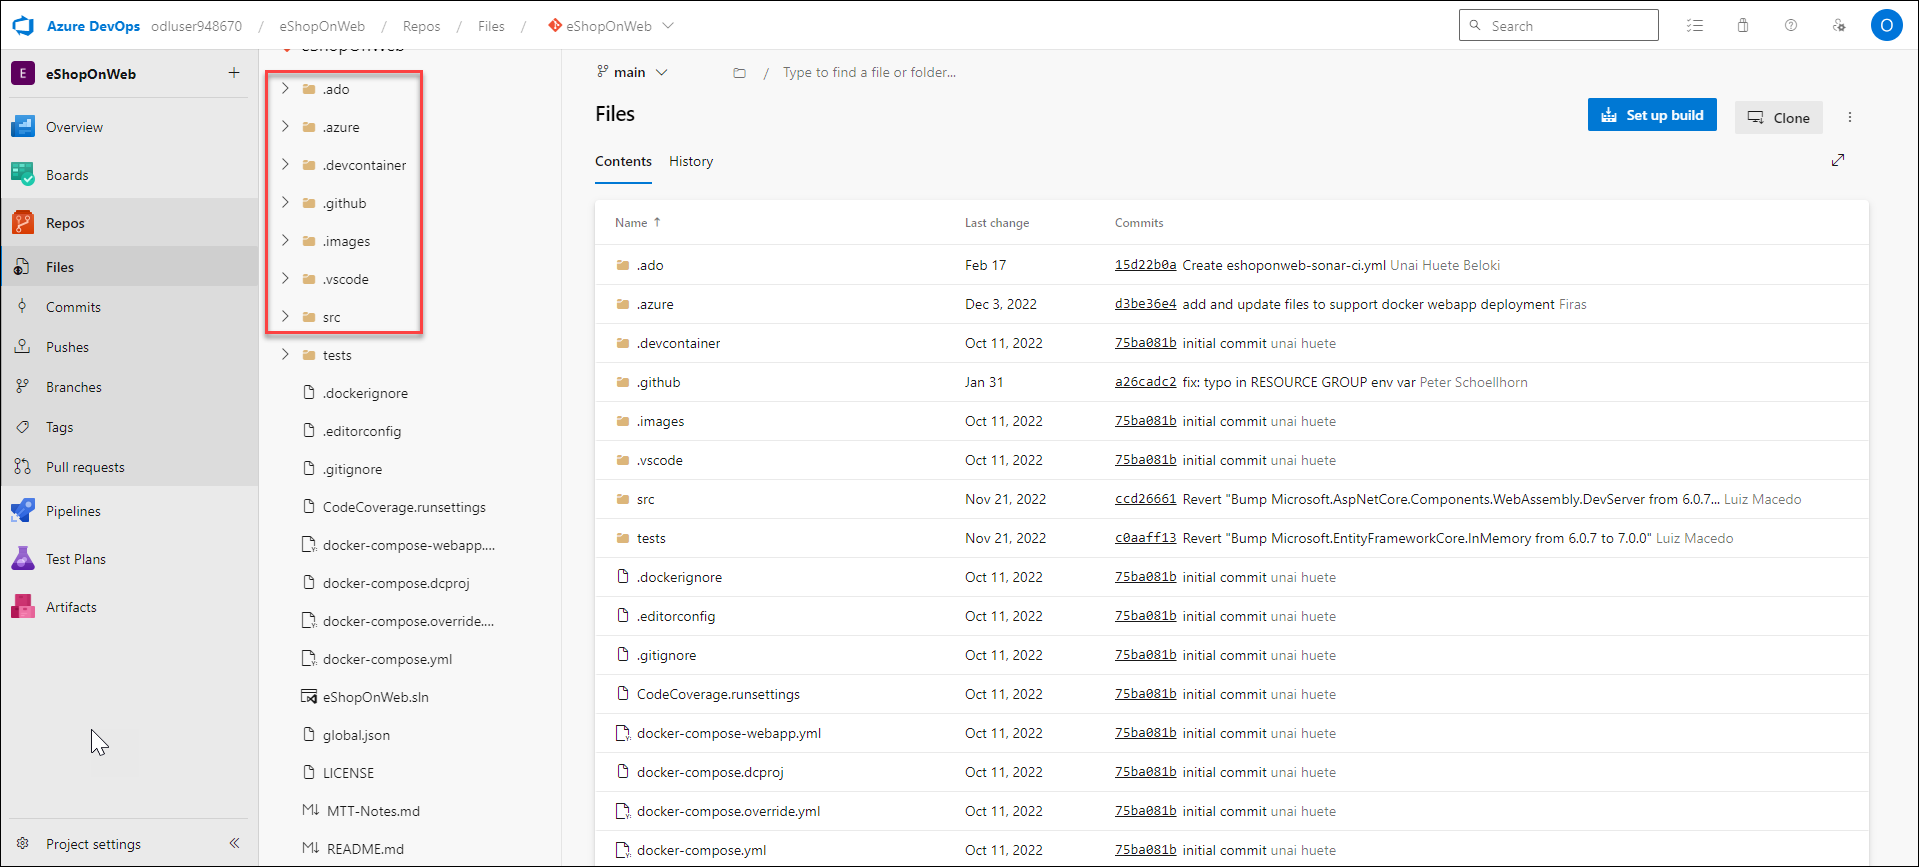 Azure DevOps odluser948670 / eShopOnWeb / Repos / Files / eShopOnWeb
Search
O
E eShopOnWeb +
Overview
Boards
Repos
Files
Commits
Pushes
Branches
Tags
Pull requests
Pipelines
Test Plans
Artifacts
Project settings
eShopOnWeb
.ado
.azure
.devcontainer
.github
.images
.vscode
src
tests
.dockerignore
.editorconfig
.gitignore
CodeCoverage.runsettings
docker-compose-webapp....
docker-compose.dcproj
docker-compose.override....
docker-compose.yml
eShopOnWeb.sln
global.json
LICENSE
M↓ MTT-Notes.md
M↓ README.md
main / Type to find a file or folder...
Files
Set up build
Clone
Contents History
Name ↑ Last change Commits
.ado Feb 17 15d22b0a Create eshoponweb-sonar-ci.yml Unai Huete Beloki
.azure Dec 3, 2022 d3be36e4 add and update files to support docker webapp deployment Firas
.devcontainer Oct 11, 2022 75ba081b initial commit unai huete
.github Jan 31 a26cadc2 fix: typo in RESOURCE GROUP env var Peter Schoellhorn
.images Oct 11, 2022 75ba081b initial commit unai huete
.vscode Oct 11, 2022 75ba081b initial commit unai huete
src Nov 21, 2022 ccd26661 Revert "Bump Microsoft.AspNetCore.Components.WebAssembly.DevServer from 6.0.7... Luiz Macedo
tests Nov 21, 2022 c0aaff13 Revert "Bump Microsoft.EntityFrameworkCore.InMemory from 6.0.7 to 7.0.0" Luiz Macedo
.dockerignore Oct 11, 2022 75ba081b initial commit unai huete
.editorconfig Oct 11, 2022 75ba081b initial commit unai huete
.gitignore Oct 11, 2022 75ba081b initial commit unai huete
CodeCoverage.runsettings Oct 11, 2022 75ba081b initial commit unai huete
docker-compose-webapp.yml Oct 11, 2022 75ba081b initial commit unai huete
docker-compose.dcproj Oct 11, 2022 75ba081b initial commit unai huete
docker-compose.override.yml Oct 11, 2022 75ba081b initial commit unai huete
docker-compose.yml Oct 11, 2022 75ba081b initial commit unai huete